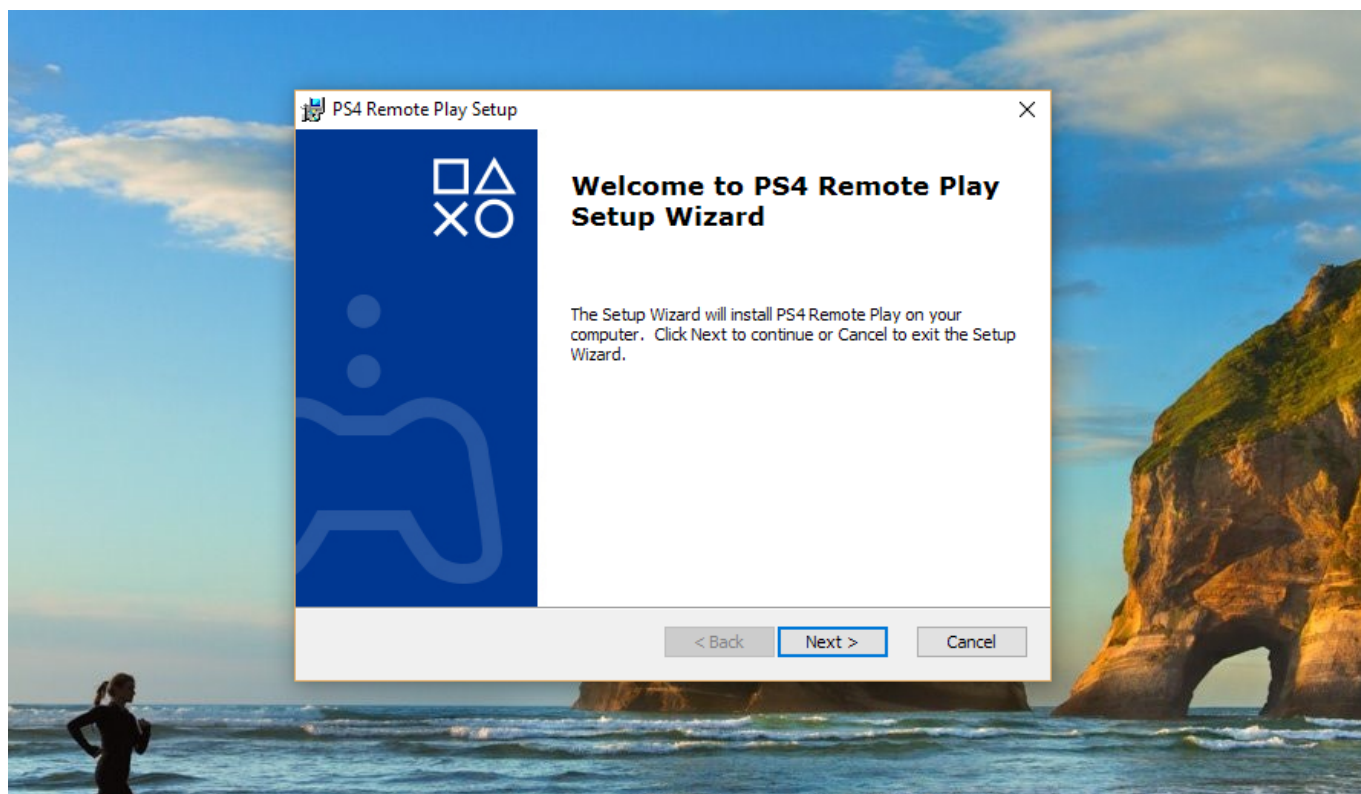 PS4 Remote Play Setup
Welcome to PS4 Remote Play
Setup Wizard
The Setup Wizard will install PS4 Remote Play on your
computer.  Click Next to continue or Cancel to exit the Setup
Wizard.
< Back
Next >
Cancel